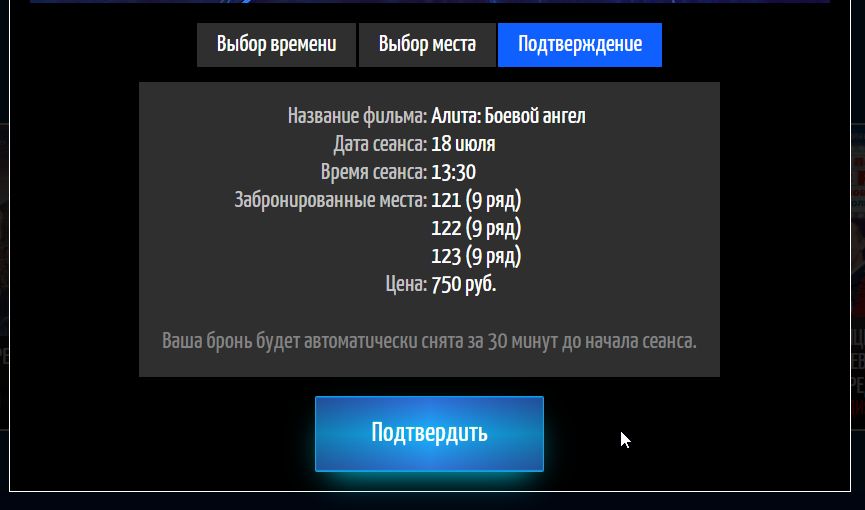 Выбор времени Выбор места Подтверждение
Название фильма: Алита: Боевой ангел
Дата сеанса: 18 июля
Время сеанса: 13:30
Забронированные места: 121 (9 ряд)
122 (9 ряд)
123 (9 ряд)
Цена: 750 руб.
Ваша бронь будет автоматически снята за 30 минут до начала сеанса.
Подтвердить